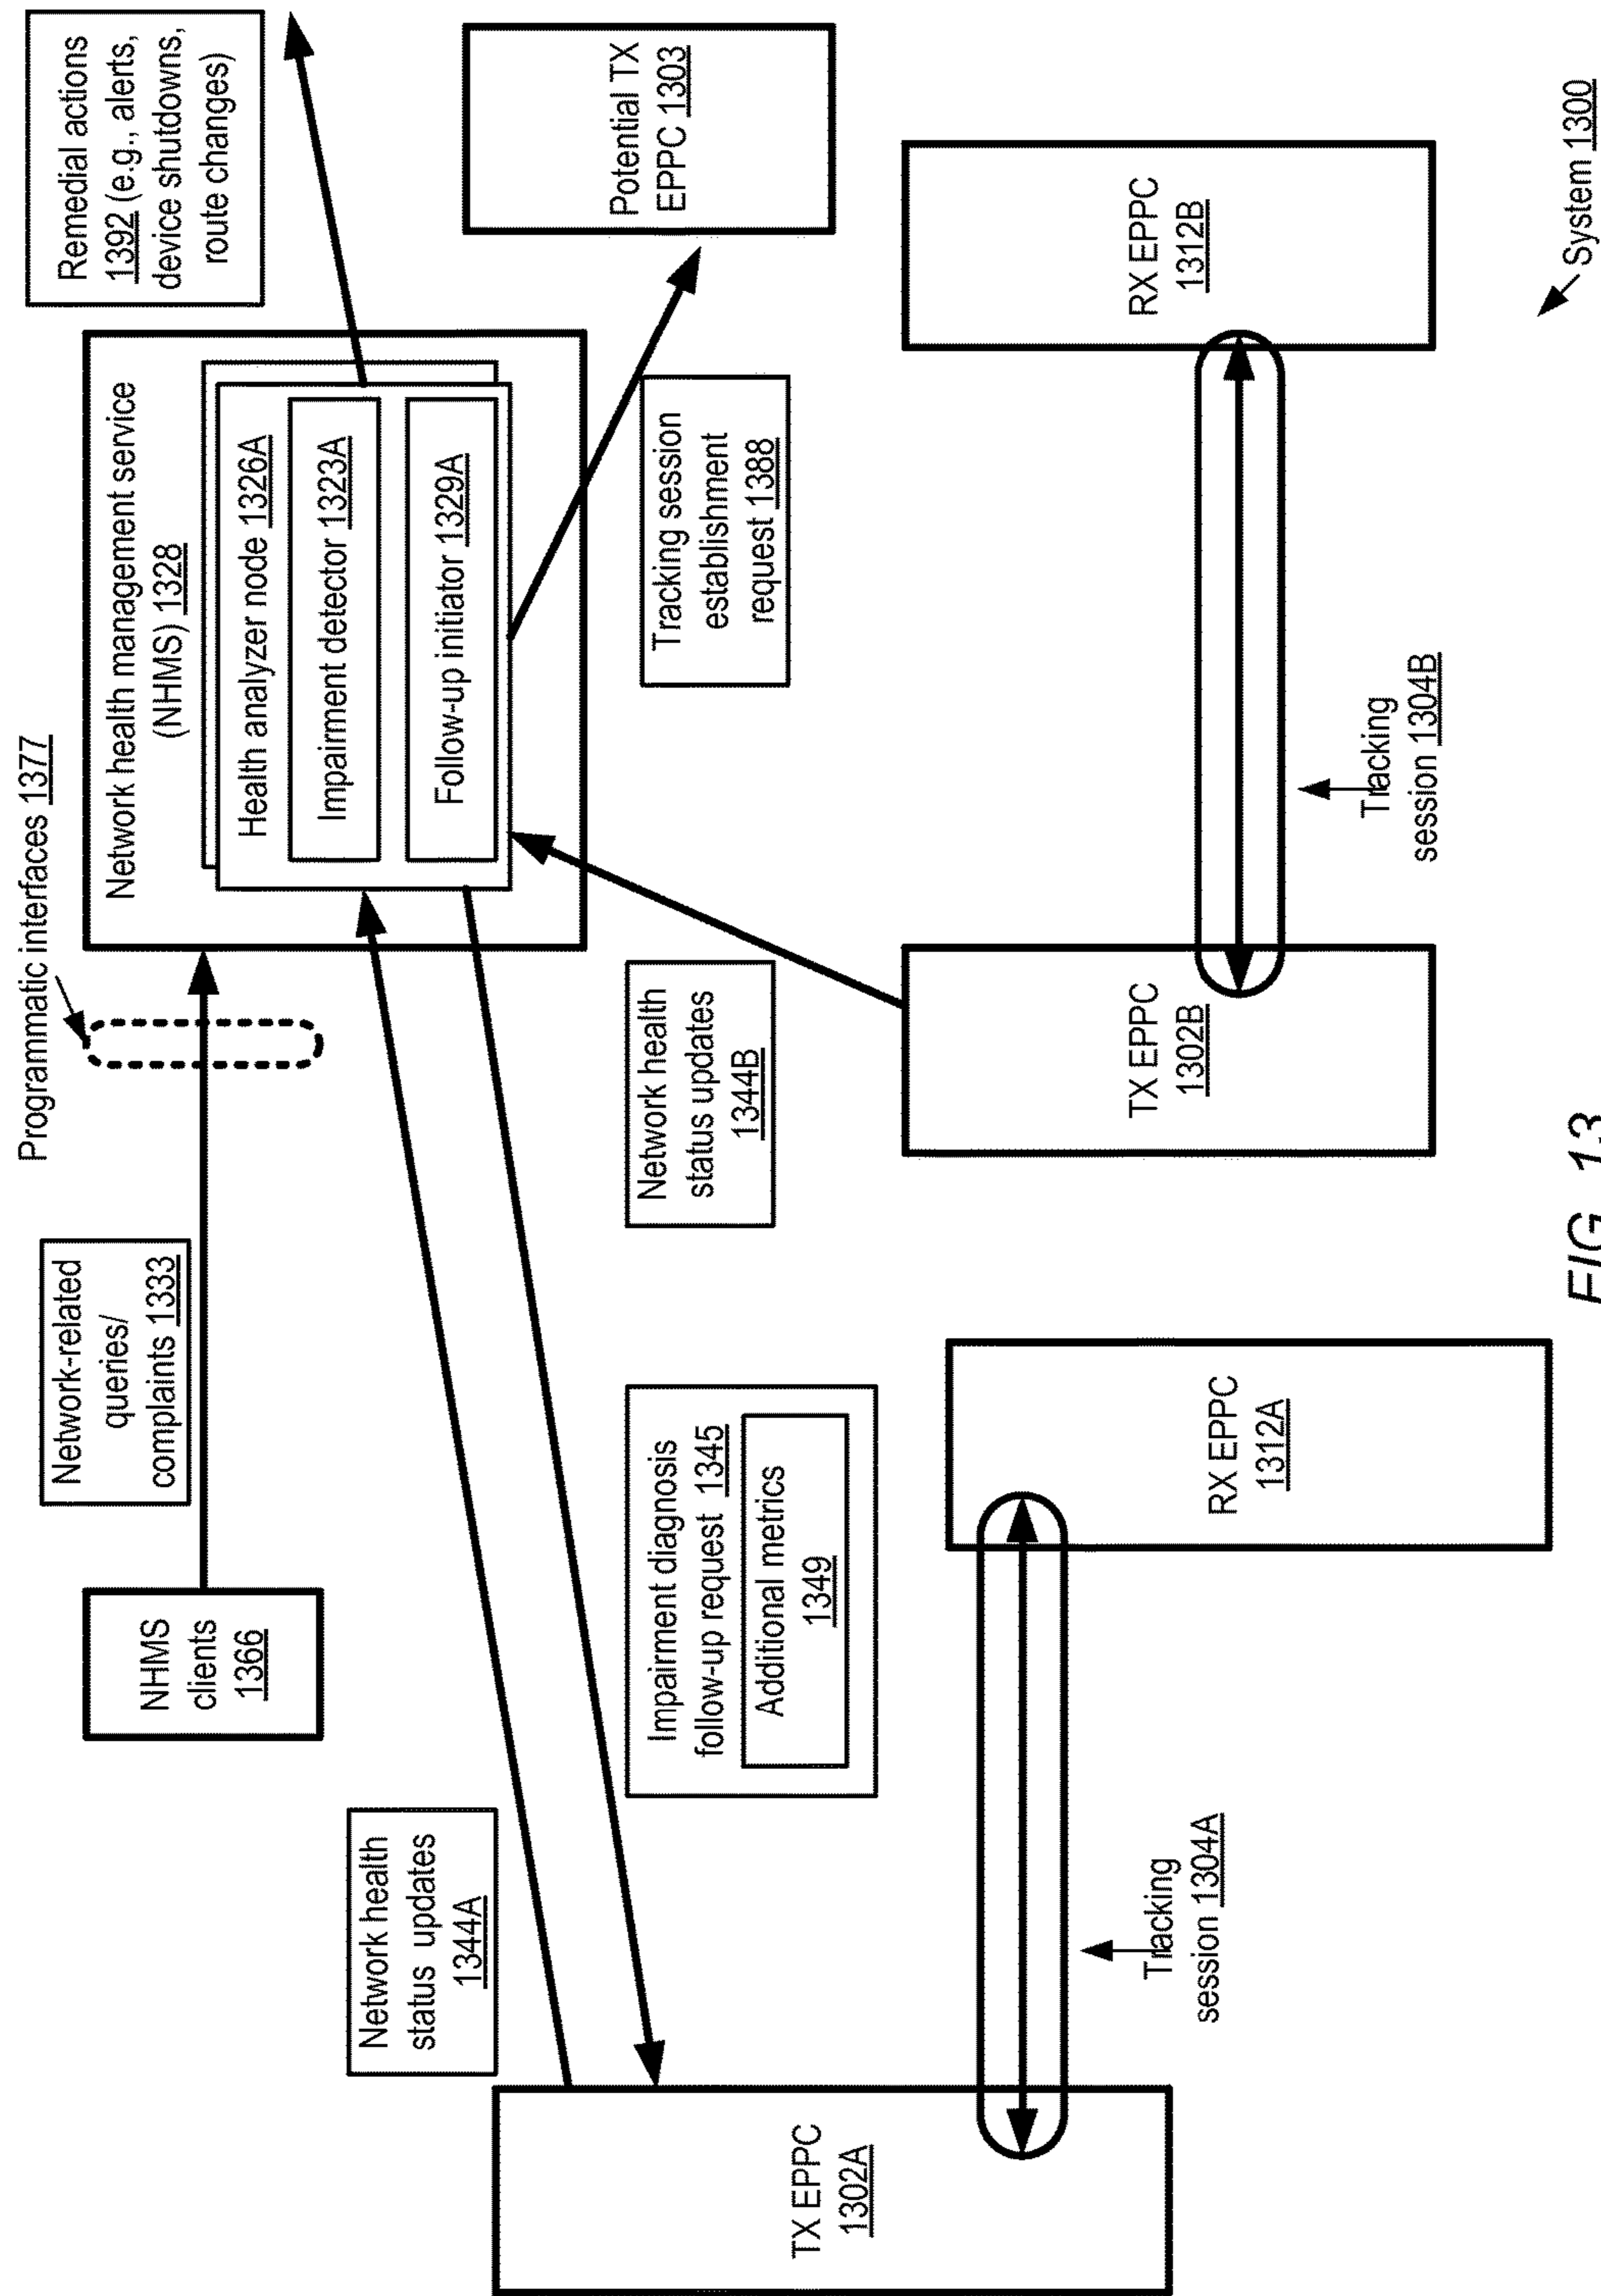 Programmatic interfaces 1377
Network-related
queries/
complaints 1333
NHMS
clients
1366
Network health management service
(NHMS) 1328
Health analyzer node 1326A
Impairment detector 1323A
Follow-up initiator 1329A
Remedial actions
1392 (e.g., alerts,
device shutdowns,
route changes)
Network health
status updates
1344A
Impairment diagnosis
follow-up request 1345
Additional metrics
1349
Network health
status updates
1344B
Tracking session
establishment
request 1388
Potential TX
EPPC 1303
TX EPPC
1302A
RX EPPC
1312A
Tracking
session 1304A
TX EPPC
1302B
RX EPPC
1312B
Tracking
session 1304B
System 1300
FIG. 13